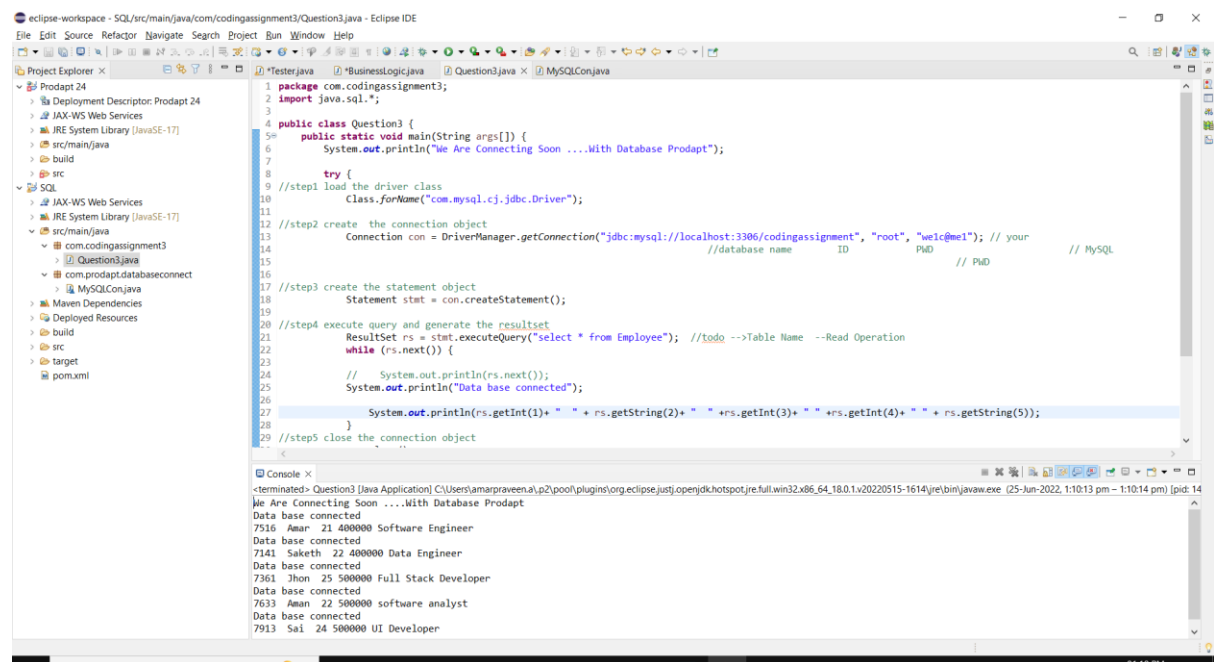 eclipse-workspace - SQL/src/main/java/com/codingassignment3/Question3.java - Eclipse IDE
File Edit Source Refactor Navigate Search Project Run Window Help
Project Explorer
Prodapt 24
Deployment Descriptor: Prodapt 24
JAX-WS Web Services
JRE System Library [JavaSE-17]
src/main/java
build
src
SQL
JAX-WS Web Services
JRE System Library [JavaSE-17]
src/main/java
com.codingassignment3
Question3.java
com.prodapt.databaseconnect
MySQLCon.java
Maven Dependencies
Deployed Resources
build
src
target
pom.xml
*Tester.java *BusinessLogic.java Question3.java MySQLCon.java
1 package com.codingassignment3;
2 import java.sql.*;
3
4 public class Question3 {
5 public static void main(String args[]) {
6 System.out.println("We Are Connecting Soon ....With Database Prodapt");
7
8 try {
9 //step1 load the driver class
10 Class.forName("com.mysql.cj.jdbc.Driver");
11
12 //step2 create  the connection object
13 Connection con = DriverManager.getConnection("jdbc:mysql://localhost:3306/codingassignment", "root", "we1c@me1"); // your
14 //database name ID PWD // MySQL
15 // PWD
16
17 //step3 create the statement object
18 Statement stmt = con.createStatement();
19
20 //step4 execute query and generate the resultset
21 ResultSet rs = stmt.executeQuery("select * from Employee");  //todo -->Table Name  --Read Operation
22 while (rs.next()) {
23
24 // System.out.println(rs.next());
25 System.out.println("Data base connected");
26
27 System.out.println(rs.getInt(1)+ "  " + rs.getString(2)+ "  " +rs.getInt(3)+ " " +rs.getInt(4)+ " " + rs.getString(5));
28 }
29 //step5 close the connection object
Console
<terminated> Question3 [Java Application] C:\Users\amarpraveen.a\.p2\pool\plugins\org.eclipse.justj.openjdk.hotspot.jre.full.win32.x86_64_18.0.1.v20220515-1614\jre\bin\javaw.exe (25-Jun-2022, 1:10:13 pm – 1:10:14 pm) [pid: 14
We Are Connecting Soon ....With Database Prodapt
Data base connected
7516  Amar  21 400000 Software Engineer
Data base connected
7141  Saketh  22 400000 Data Engineer
Data base connected
7361  Jhon  25 500000 Full Stack Developer
Data base connected
7633  Aman  22 500000 software analyst
Data base connected
7913  Sai  24 500000 UI Developer